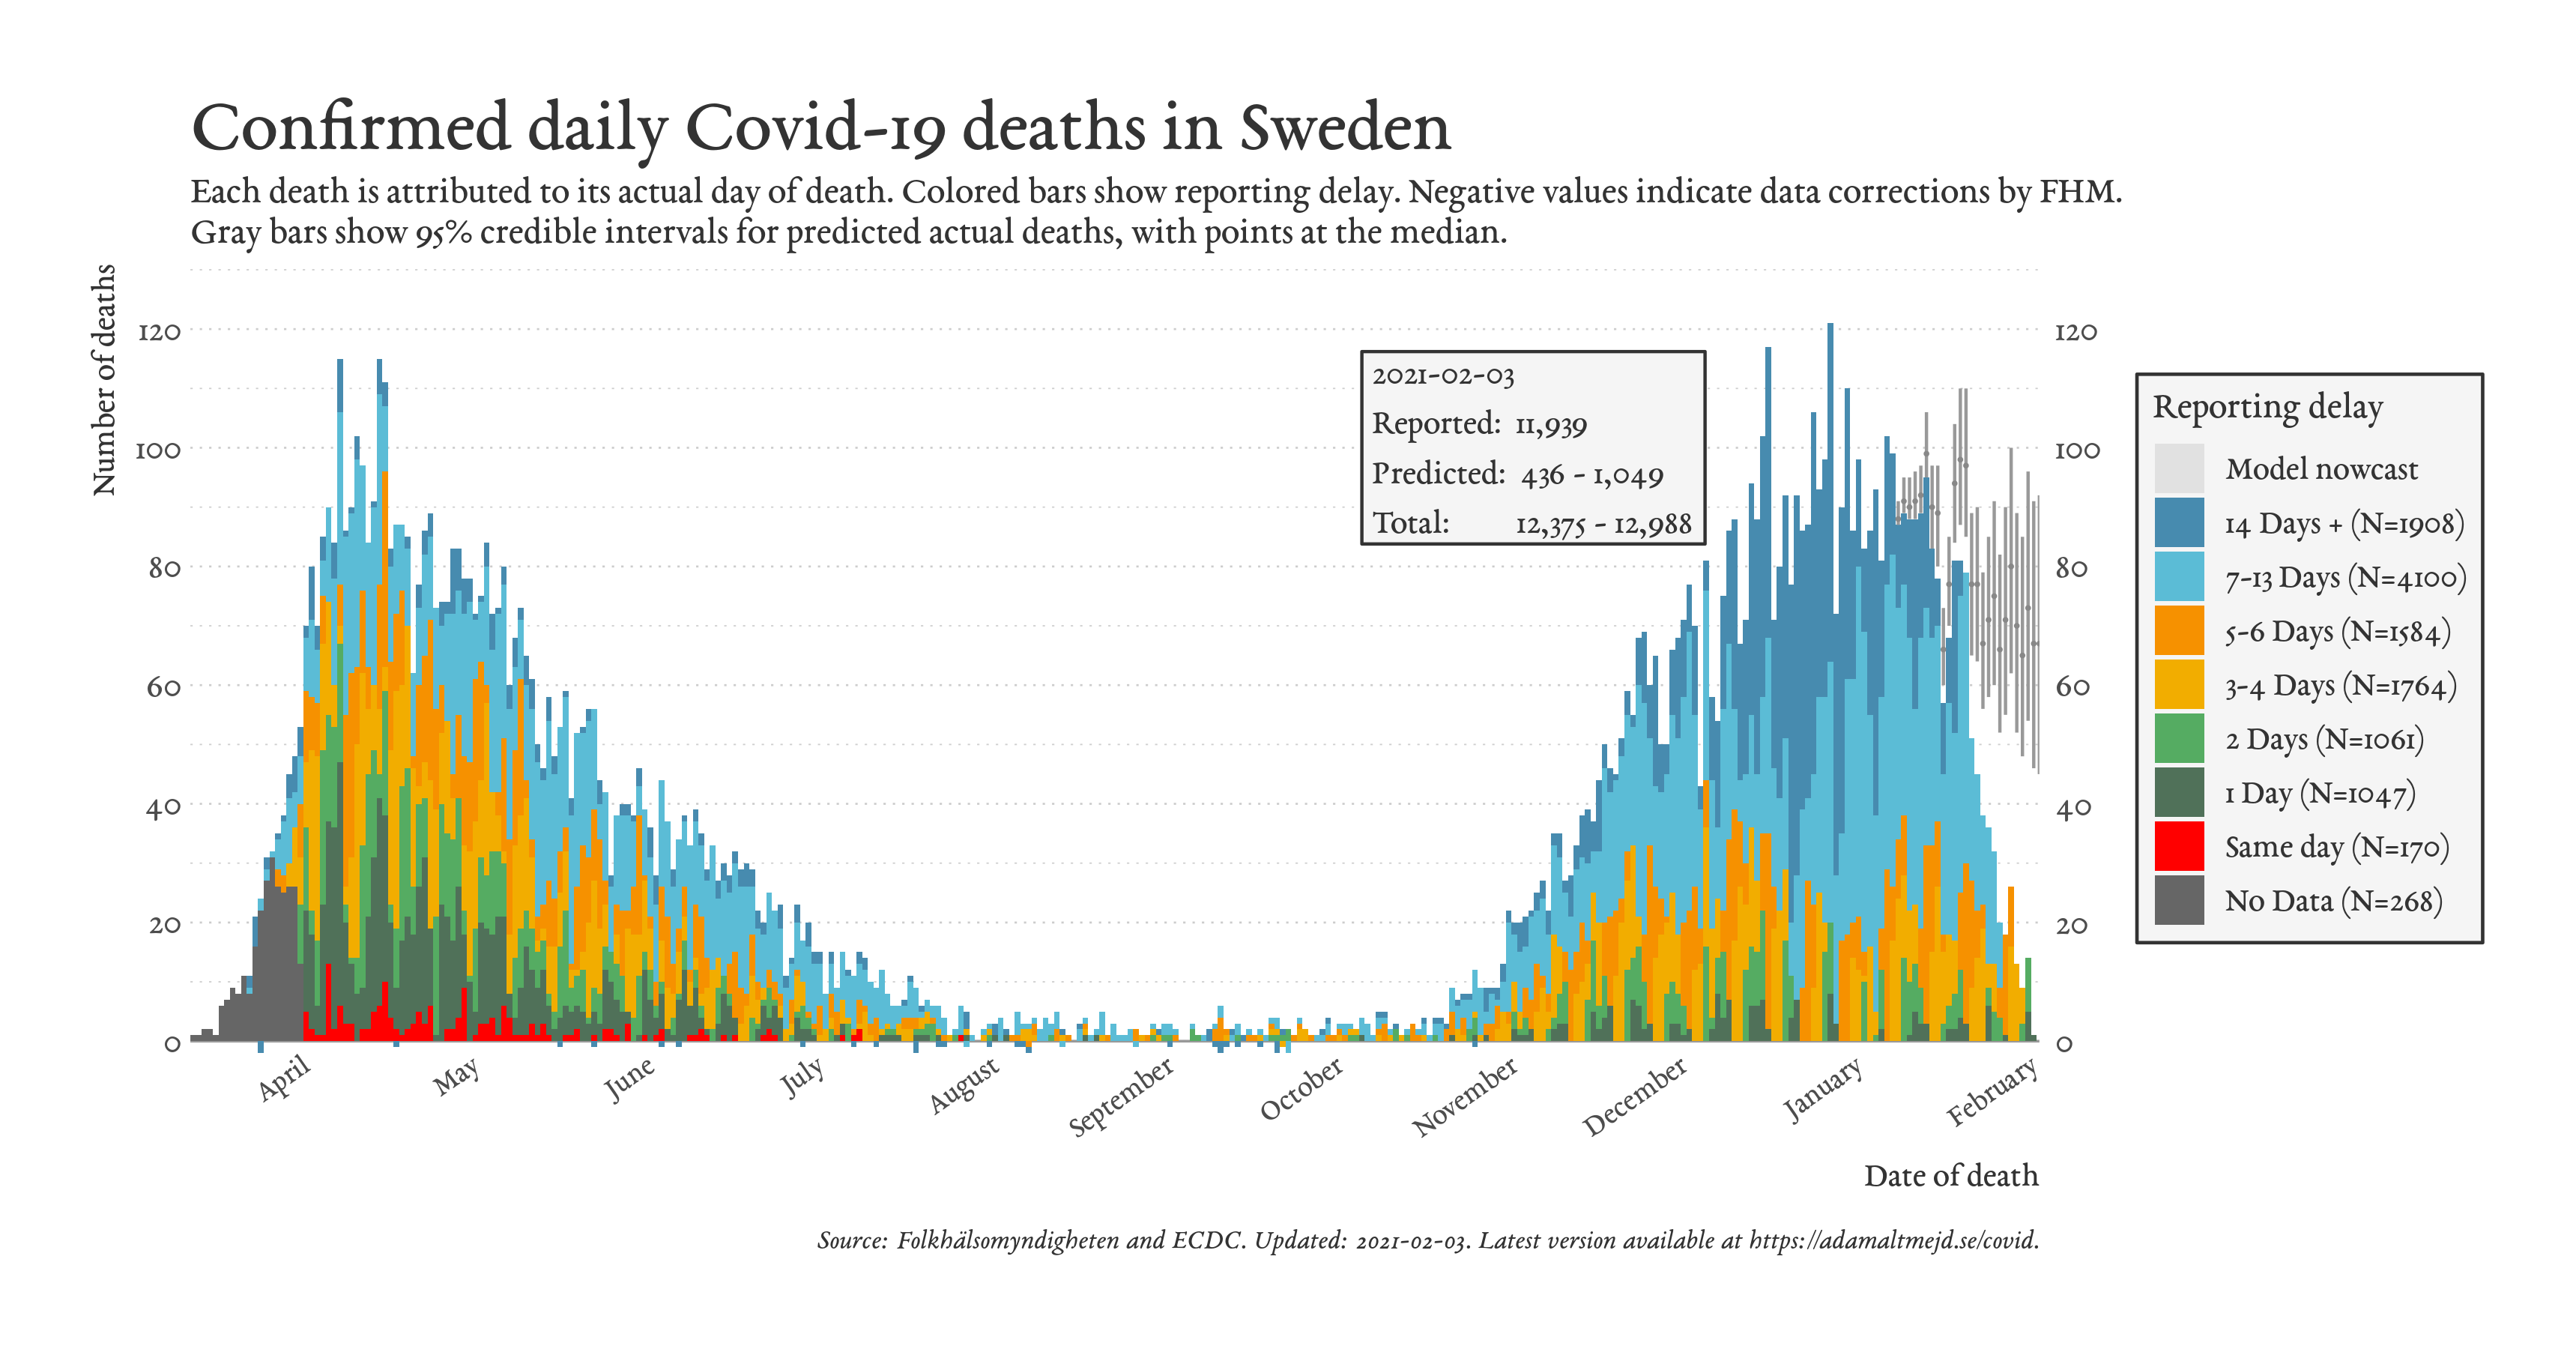 Confirmed daily Covid-19 deaths in Sweden
Each death is attributed to its actual day of death. Colored bars show reporting delay. Negative values indicate data corrections by FHM.
Gray bars show 95% credible intervals for predicted actual deaths, with points at the median.
Number of deaths
120
100
80
60
40
20
0
2021-02-03
Reported: 11,939
Predicted: 436 - 1,049
Total: 12,375 - 12,988
120
100
80
60
40
20
0
Reporting delay
Model nowcast
14 Days + (N=1908)
7-13 Days (N=4100)
5-6 Days (N=1584)
3-4 Days (N=1764)
2 Days (N=1061)
1 Day (N=1047)
Same day (N=170)
No Data (N=268)
April
May
June
July
August
September
October
November
December
January
February
Date of death
Source: Folkhälsomyndigheten and ECDC. Updated: 2021-02-03. Latest version available at https://adamaltmejd.se/covid.